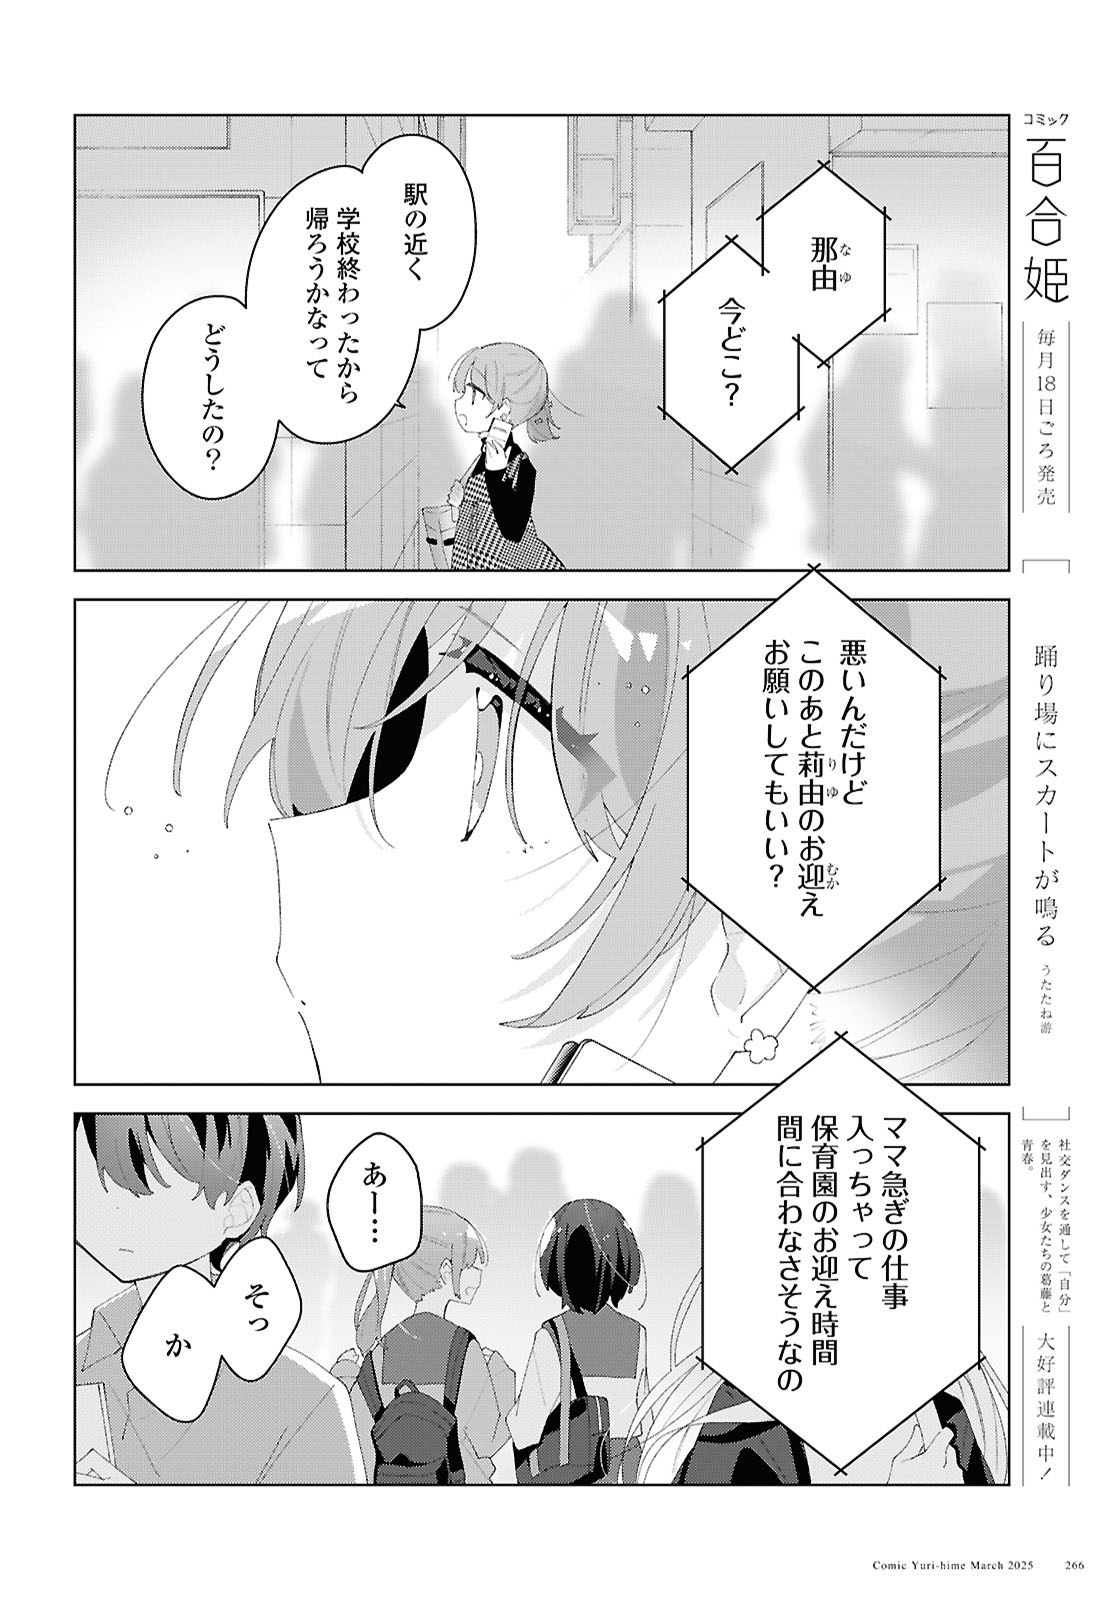 那由
なゆ
今どこ？
駅の近く
学校終わったから
帰ろうかなって
どうしたの？
悪いんだけど
このあと莉由のお迎え
りゆ
むか
お願いしてもいい？
ママ急ぎの仕事
入っちゃって
保育園のお迎え時間
間に合わなさそうなの
あー…
そっ
か
コミック
百合姫
毎月18日ごろ発売
踊り場にスカートが鳴る
うたたね游
社交ダンスを通して「自分」
を見出す、少女たちの葛藤と
青春。
大好評連載中！
Comic Yuri-hime March 2025
266